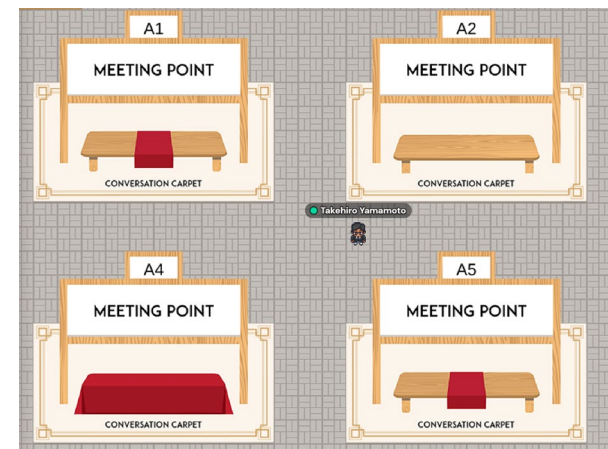 A1
MEETING POINT
CONVERSATION CARPET
A2
MEETING POINT
CONVERSATION CARPET
Takehiro Yamamoto
A4
MEETING POINT
CONVERSATION CARPET
A5
MEETING POINT
CONVERSATION CARPET